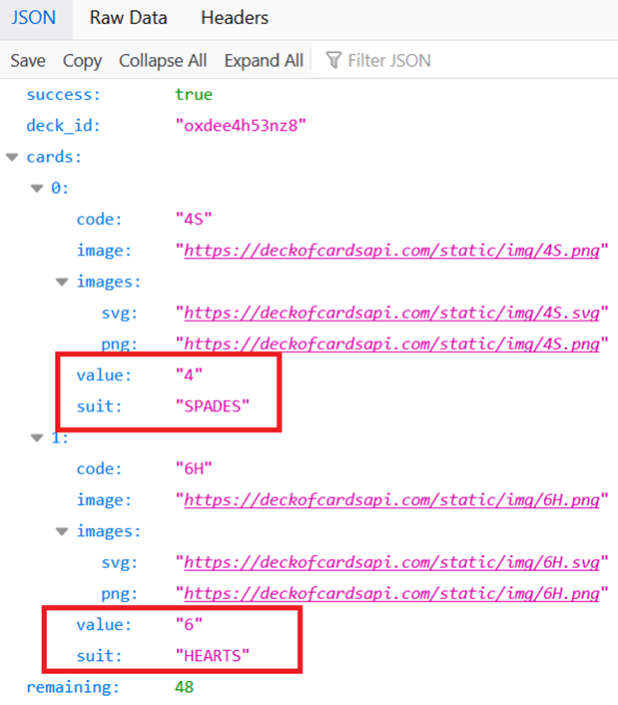 JSON Raw Data Headers
Save Copy Collapse All Expand All Filter JSON
success: true
deck_id: "oxdee4h53nz8"
cards:
0:
code: "4S"
image: "https://deckofcardsapi.com/static/img/4S.png"
images:
svg: "https://deckofcardsapi.com/static/img/4S.svg"
png: "https://deckofcardsapi.com/static/img/4S.png"
value: "4"
suit: "SPADES"
1:
code: "6H"
image: "https://deckofcardsapi.com/static/img/6H.png"
images:
svg: "https://deckofcardsapi.com/static/img/6H.svg"
png: "https://deckofcardsapi.com/static/img/6H.png"
value: "6"
suit: "HEARTS"
remaining: 48